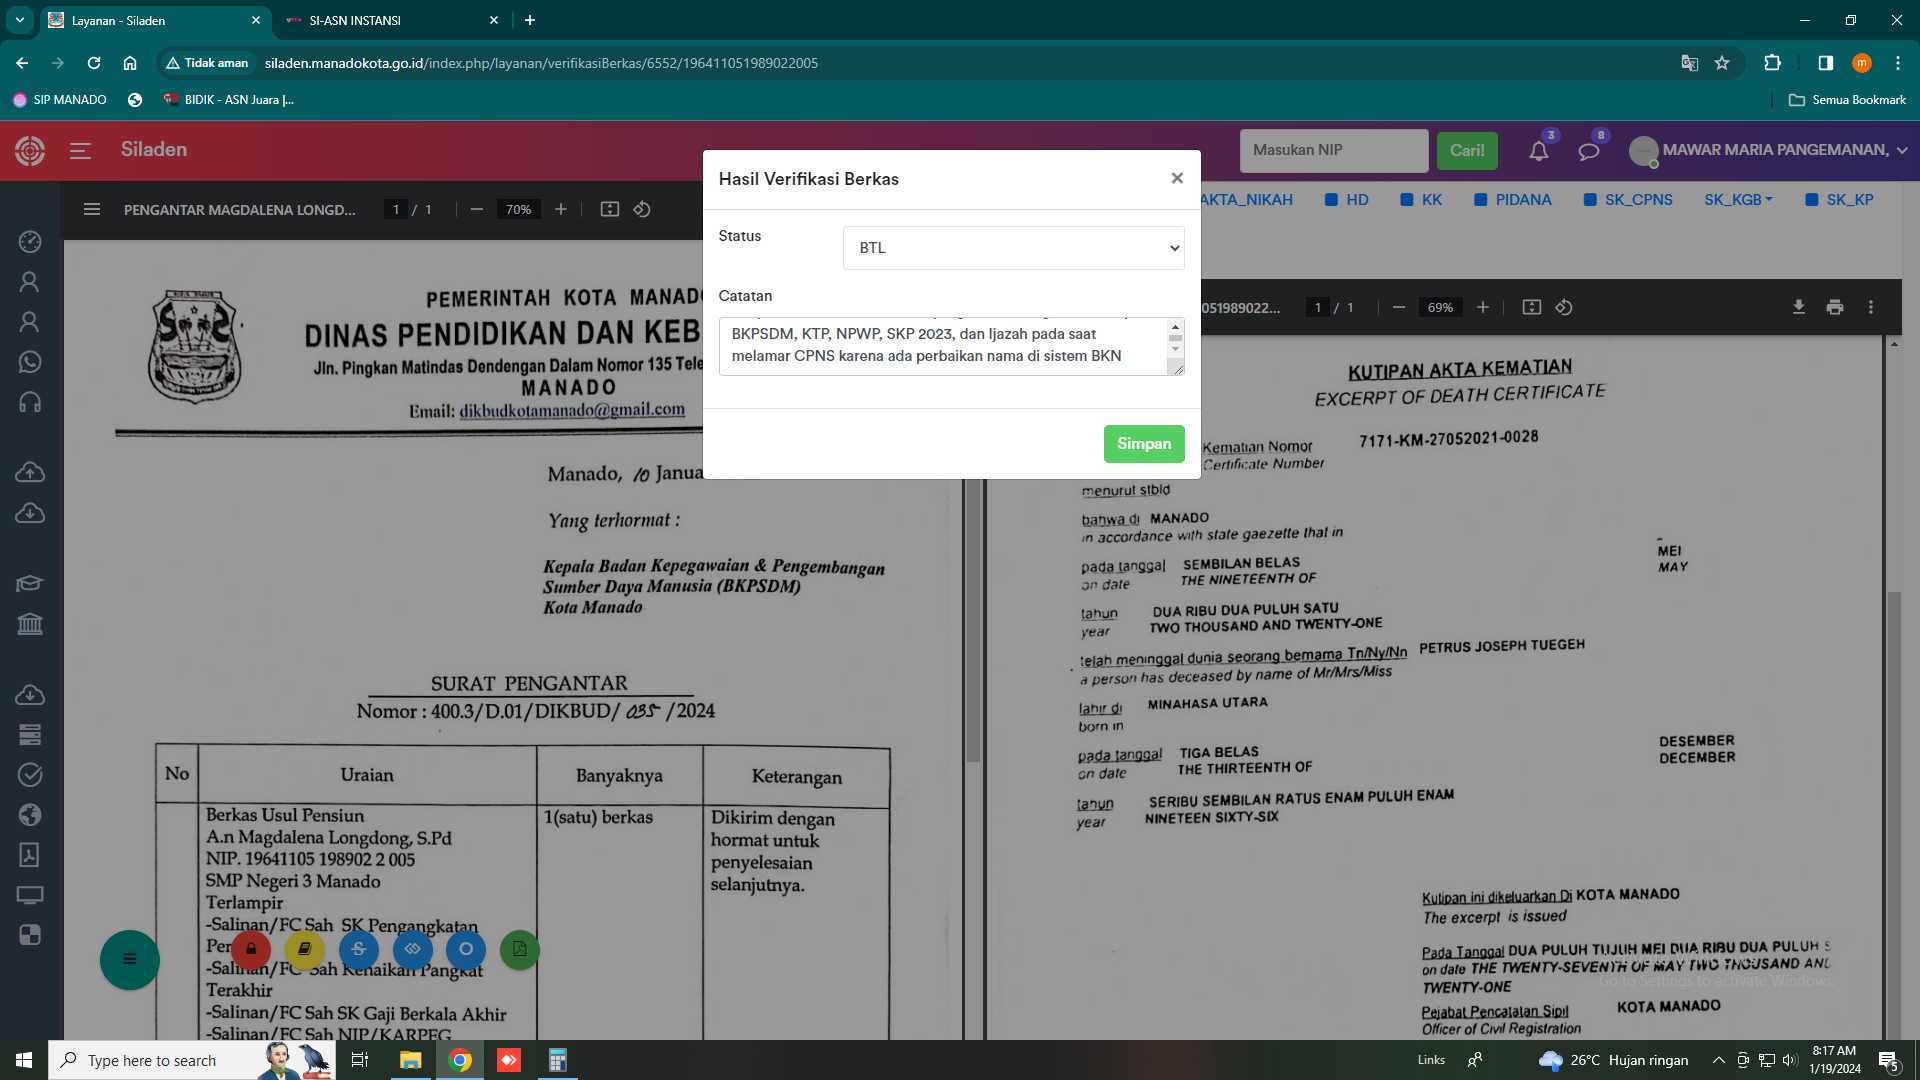 Layanan - Siladen
SI-ASN INSTANSI
Tidak aman
siladen.manadokota.go.id/index.php/layanan/verifikasiBerkas/6552/196411051989022005
m
SIP MANADO
BIDIK - ASN Juara |...
Semua Bookmark
Siladen
Masukan NIP
Cari!
3
8
MAWAR MARIA PANGEMANAN,
PENGANTAR MAGDALENA LONGD...
1 / 1
70%
AKTA_NIKAH
HD
KK
PIDANA
SK_CPNS
SK_KGB
SK_KP
051989022...
1 / 1
69%
Hasil Verifikasi Berkas
×
Status
BTL
Catatan
BKPSDM, KTP, NPWP, SKP 2023, dan Ijazah pada saat
melamar CPNS karena ada perbaikan nama di sistem BKN
Simpan
PEMERINTAH KOTA MANADO
DINAS PENDIDIKAN DAN KEB
Jln. Pingkan Matindas Dendengan Dalam Nomor 135 Tele
MANADO
Email: dikbudkotamanado@gmail.com
Manado, 10 Janua
Yang terhormat :
Kepala Badan Kepegawaian & Pengembangan
Sumber Daya Manusia (BKPSDM)
Kota Manado
SURAT PENGANTAR
Nomor : 400.3/D.01/DIKBUD/ 035 /2024
No
Uraian
Banyaknya
Keterangan
Berkas Usul Pensiun
A.n Magdalena Longdong, S.Pd
NIP. 19641105 198902 2 005
SMP Negeri 3 Manado
Terlampir
-Salinan/FC Sah SK Pengangkatan
Per
-Salinan/FC Sah Kenaikan Pangkat
Terakhir
-Salinan/FC Sah SK Gaji Berkala Akhir
-Salinan/FC Sah NIP/KARPEG
1(satu) berkas
Dikirim dengan
hormat untuk
penyelesaian
selanjutnya.
KUTIPAN AKTA KEMATIAN
EXCERPT OF DEATH CERTIFICATE
Kematian Nomor 7171-KM-27052021-0028
Certificate Number
menurut stbld
bahwa di MANADO
in accordance with state gaezette that in
pada tanggal SEMBILAN BELAS MEI
on date THE NINETEENTH OF MAY
tahun DUA RIBU DUA PULUH SATU
year TWO THOUSAND AND TWENTY-ONE
telah meninggal dunia seorang bernama Tn/Ny/Nn PETRUS JOSEPH TUEGEH
a person has deceased by name of Mr/Mrs/Miss
lahir di MINAHASA UTARA
born in
pada tanggal TIGA BELAS DESEMBER
on date THE THIRTEENTH OF DECEMBER
tahun SERIBU SEMBILAN RATUS ENAM PULUH ENAM
year NINETEEN SIXTY-SIX
Kutipan ini dikeluarkan Di KOTA MANADO
The excerpt is issued
Pada Tanggal DUA PULUH TUJUH MEI DUA RIBU DUA PULUH S
on date THE TWENTY-SEVENTH OF MAY TWO THOUSAND AND
TWENTY-ONE
Pejabat Pencatatan Sipil KOTA MANADO
Officer of Civil Registration
Go to Settings to activate Windows.
Type here to search
Links
26°C Hujan ringan
8:17 AM
1/19/2024
5